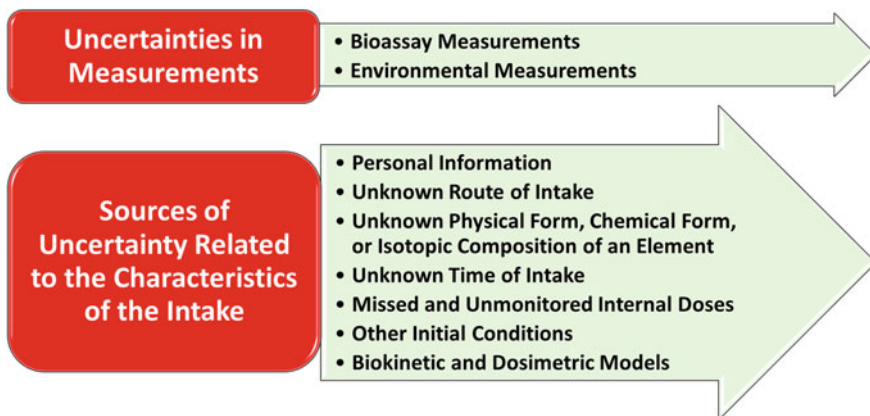 Uncertainties in
Measurements
• Bioassay Measurements
• Environmental Measurements
Sources of
Uncertainty Related
to the Characteristics
of the Intake
• Personal Information
• Unknown Route of Intake
• Unknown Physical Form, Chemical Form,
or Isotopic Composition of an Element
• Unknown Time of Intake
• Missed and Unmonitored Internal Doses
• Other Initial Conditions
• Biokinetic and Dosimetric Models